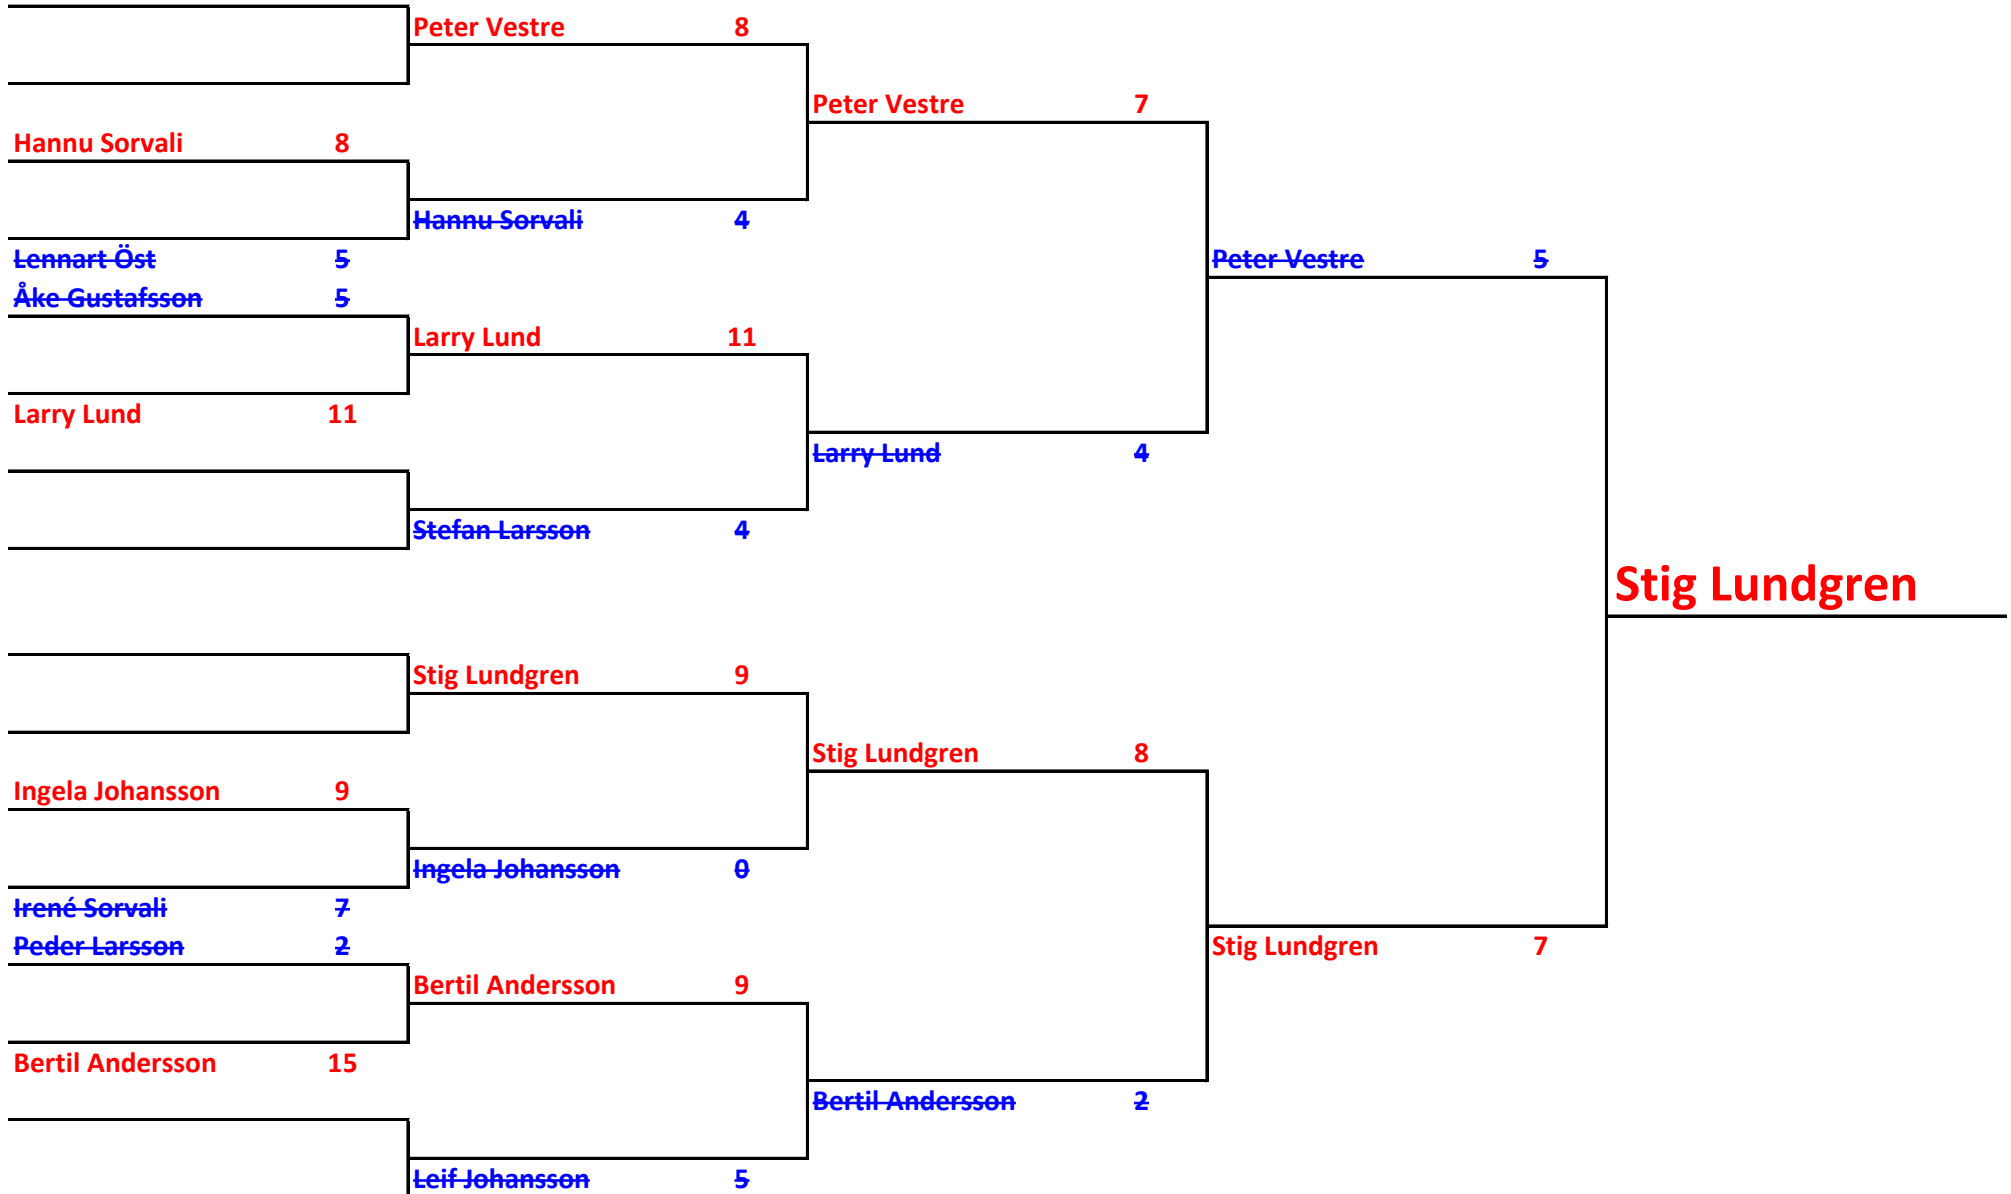 Peter Vestre 8
Peter Vestre 7
Hannu Sorvali 8
Hannu Sorvali 4
Lennart Öst 5
Peter Vestre 5
Åke Gustafsson 5
Larry Lund 11
Larry Lund 11
Larry Lund 4
Stefan Larsson 4
Stig Lundgren
Stig Lundgren 9
Stig Lundgren 8
Ingela Johansson 9
Ingela Johansson 0
Irené Sorvali 7
Peder Larsson 2
Stig Lundgren 7
Bertil Andersson 9
Bertil Andersson 15
Bertil Andersson 2
Leif Johansson 5